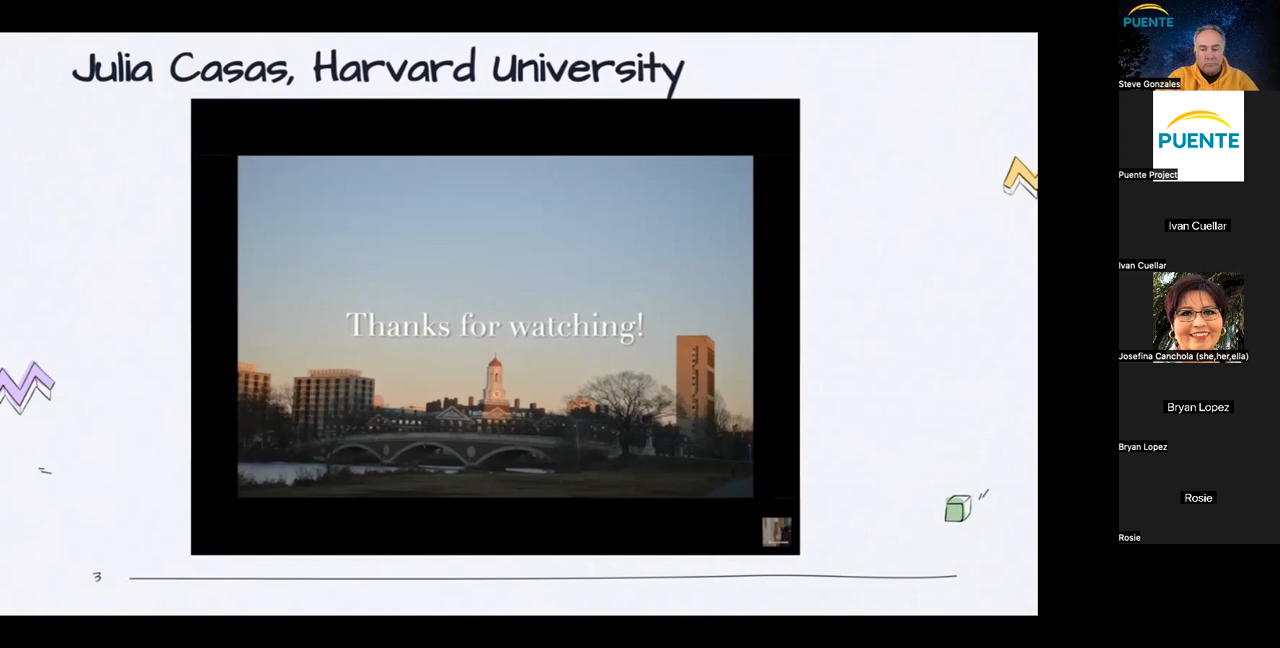 Julia Casas, Harvard University
Thanks for watching!
3
PUENTE
Steve Gonzales
PUENTE
Puente Project
Ivan Cuellar
Ivan Cuellar
Josefina Canchola (she,her,ella)
Bryan Lopez
Bryan Lopez
Rosie
Rosie